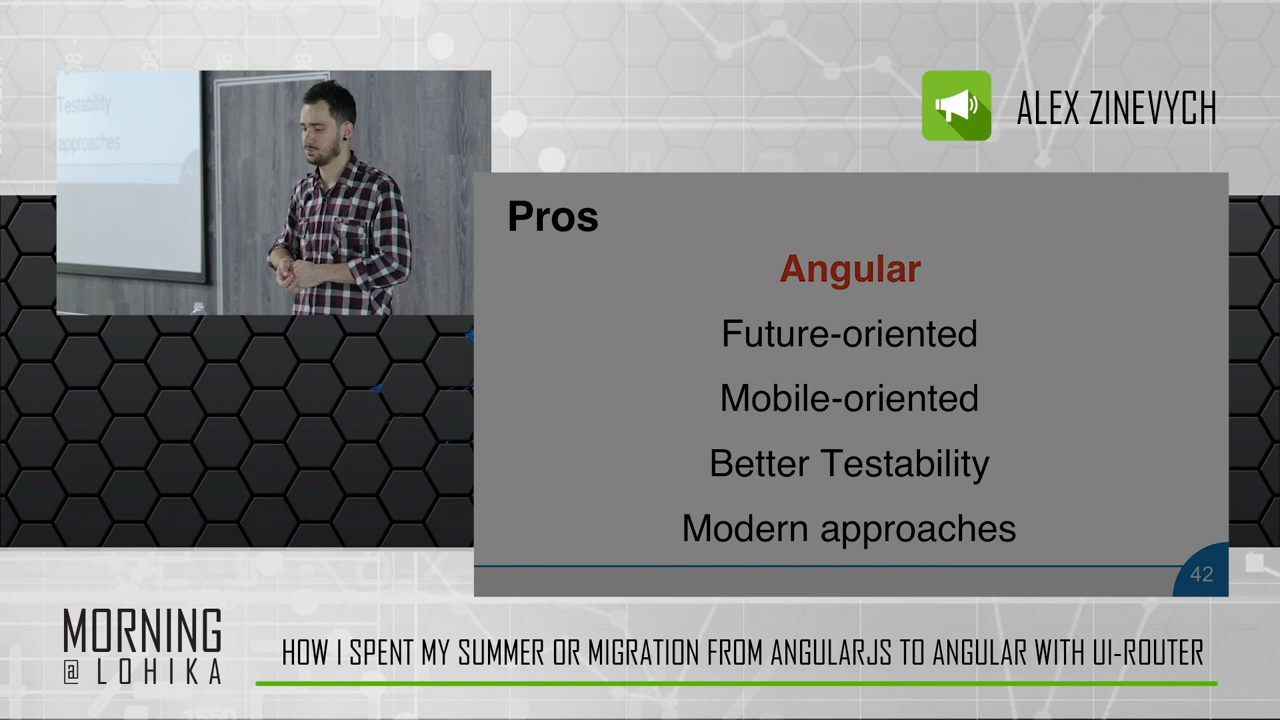 Testability
approaches
ALEX ZINEVYCH
Pros
Angular
Future-oriented
Mobile-oriented
Better Testability
Modern approaches
42
MORNING
@ LOHIKA
HOW I SPENT MY SUMMER OR MIGRATION FROM ANGULARJS TO ANGULAR WITH UI-ROUTER